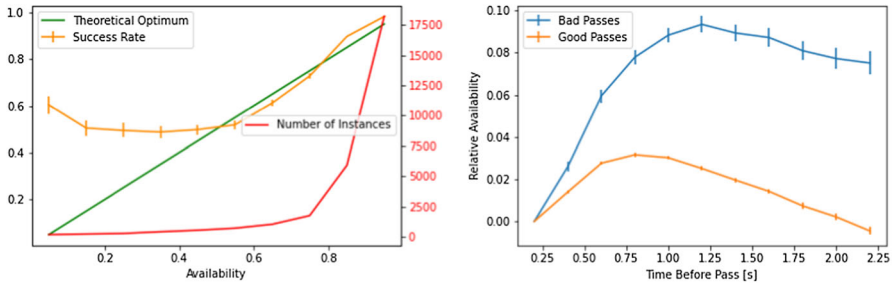 Theoretical Optimum
Success Rate
Number of Instances
1.0
0.8
0.6
0.4
0.2
17500
15000
12500
10000
7500
5000
2500
0
0.2 0.4 0.6 0.8
Availability
Bad Passes
Good Passes
Relative Availability
0.10
0.08
0.06
0.04
0.02
0.00
0.25 0.50 0.75 1.00 1.25 1.50 1.75 2.00 2.25
Time Before Pass [s]